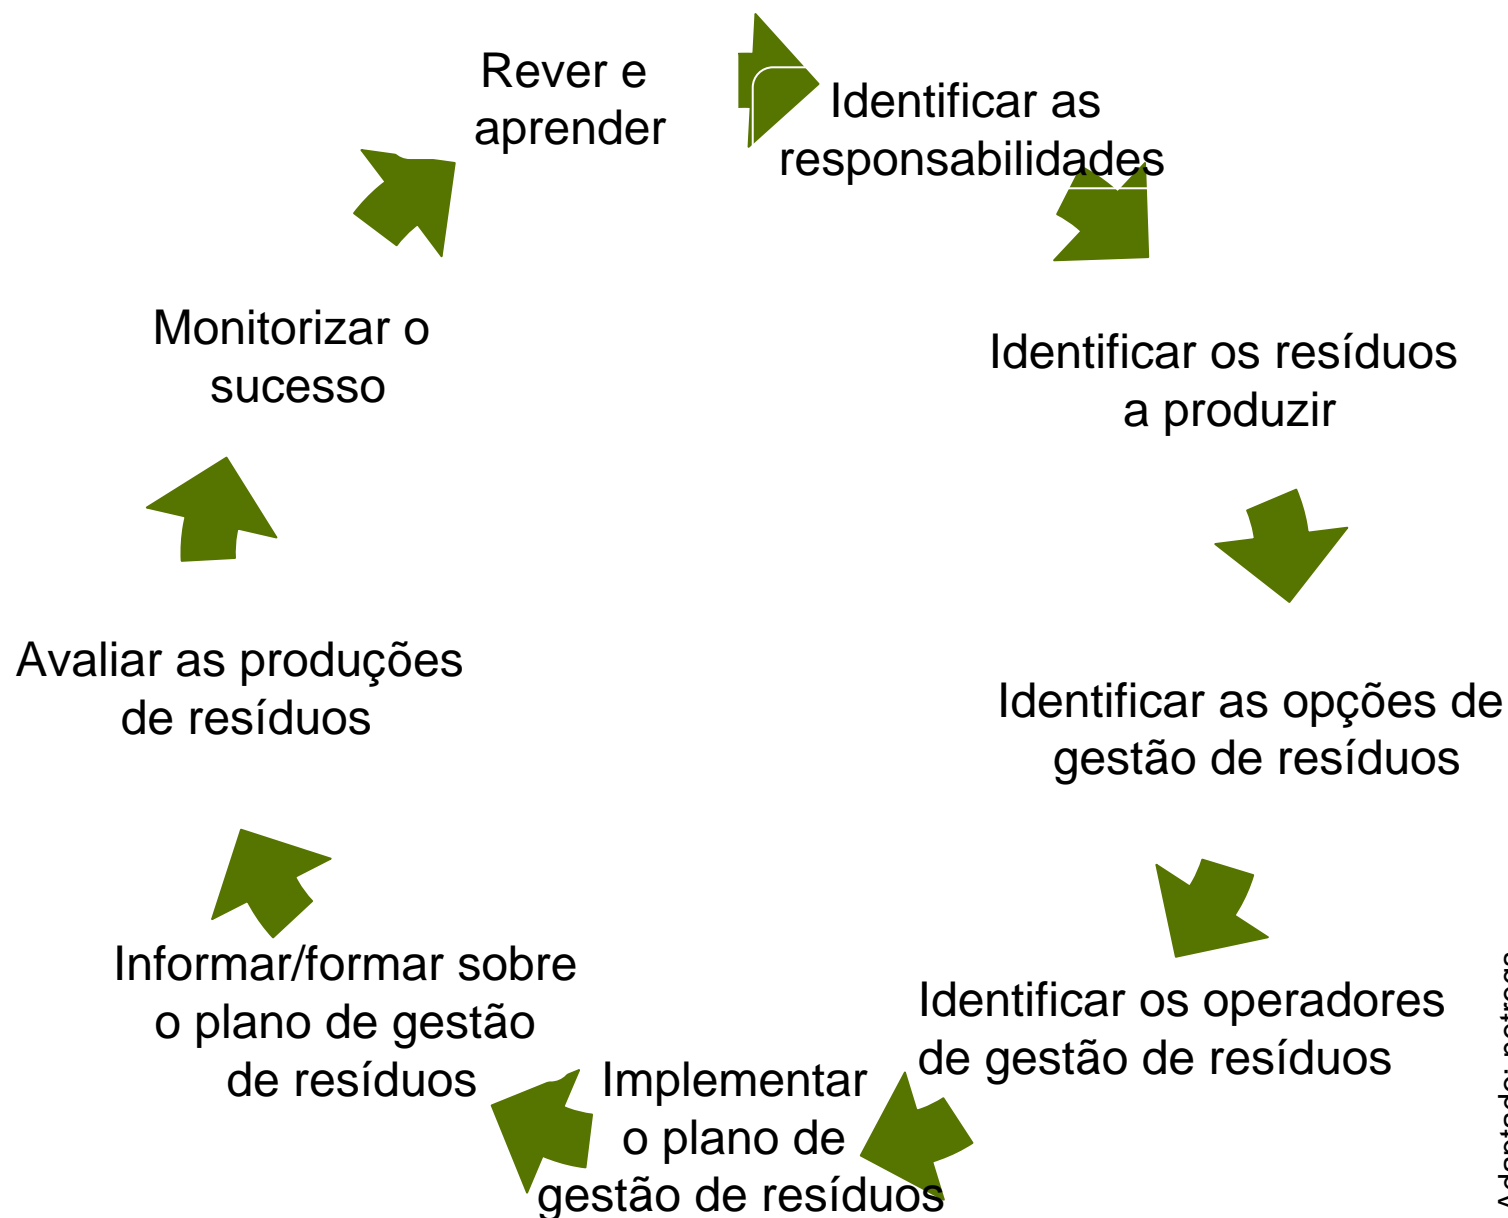 Rever e
aprender
Identificar as
responsabilidades
Identificar os resíduos
a produzir
Identificar as opções de
gestão de resíduos
Identificar os operadores
de gestão de resíduos
Implementar
o plano de
gestão de resíduos
Informar/formar sobre
o plano de gestão
de resíduos
Avaliar as produções
de resíduos
Monitorizar o
sucesso